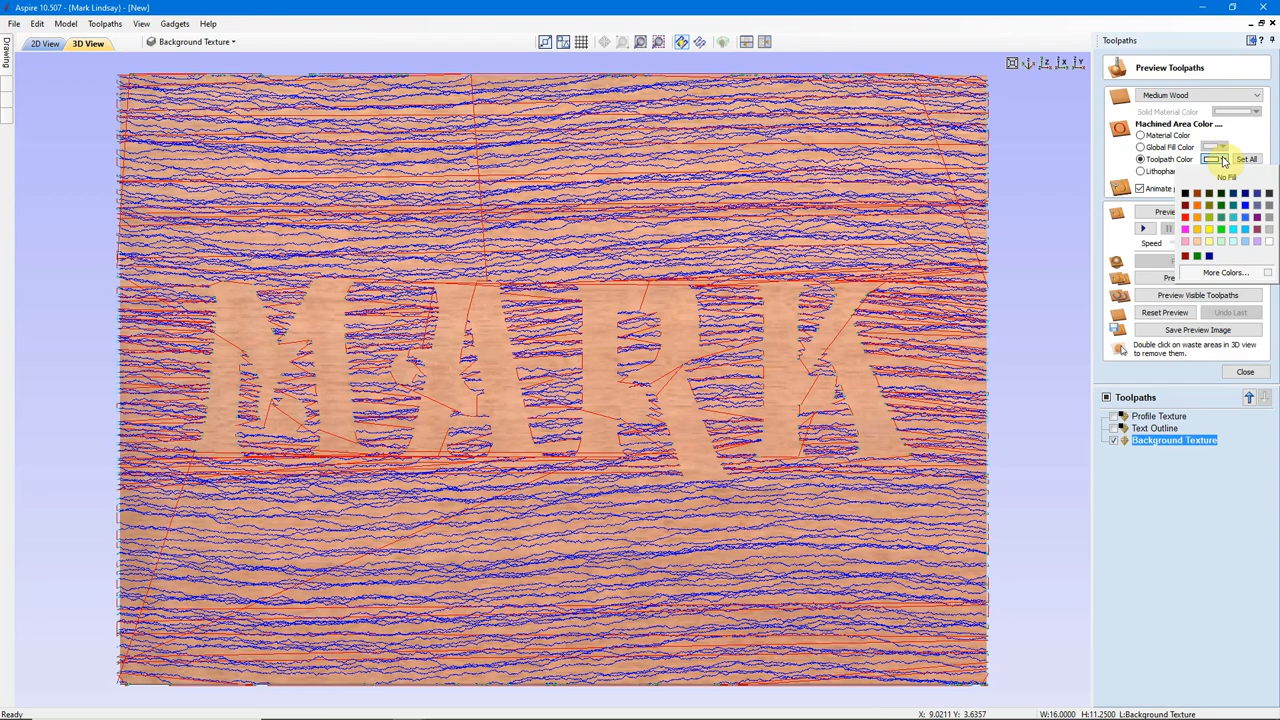 Aspire 10.507 - {Mark Lindsay} - [New]
File Edit Model Toolpaths View Gadgets Help
Drawing
2D View 3D View Background Texture
Toolpaths
Preview Toolpaths
Medium Wood
Solid Material Color
Machined Area Color ....
Material Color
Global Fill Color
Toolpath Color Set All
Lithophan
No Fill
Animate
Previe
Speed
Pre
More Colors...
Preview Visible Toolpaths
Reset Preview Undo Last
Save Preview Image
Double click on waste areas in 3D view
to remove them.
Close
Toolpaths
Profile Texture
Text Outline
Background Texture
MARK
Ready X: 9.0211 Y: 3.6357 W:16.0000 H:11.2500 L:Background Texture